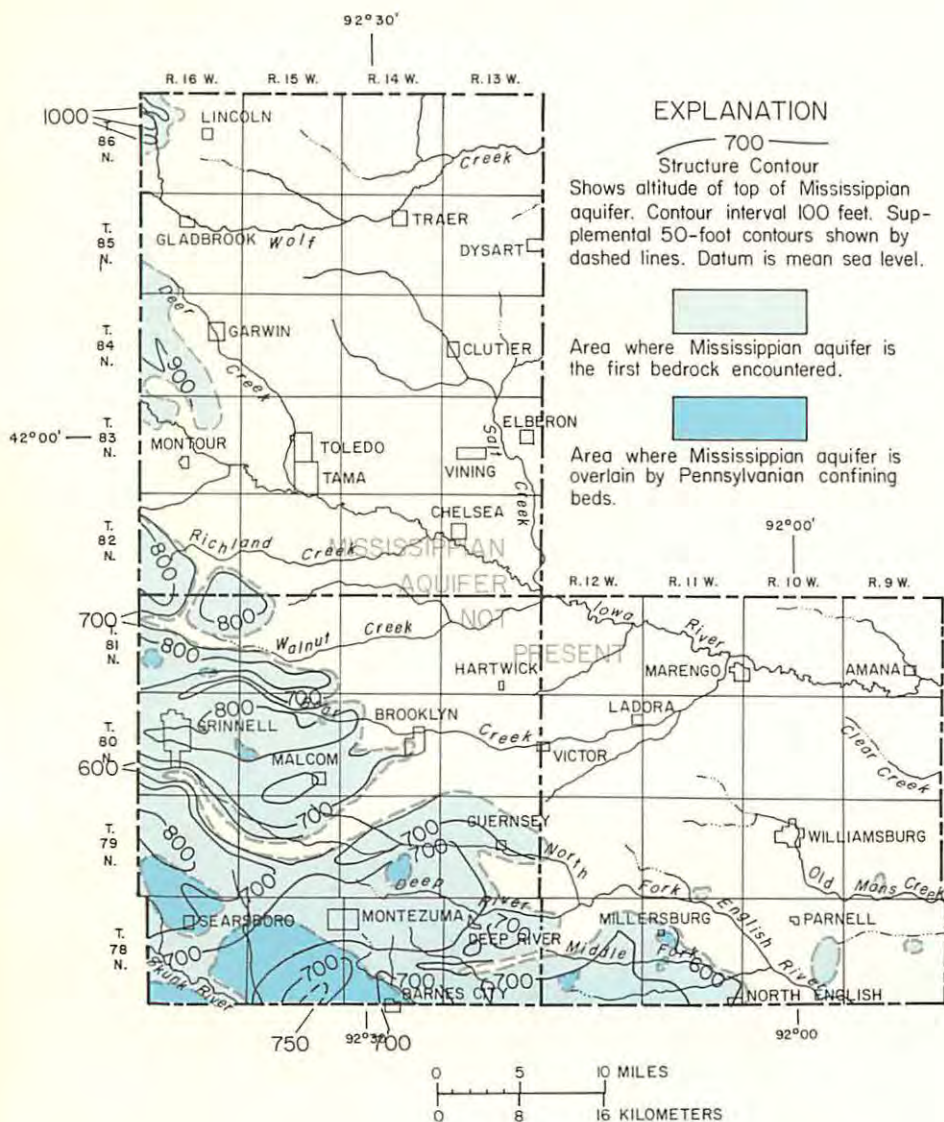 92°30'
R. 16 W. R. 15 W. R. 14 W. R. 13 W.
EXPLANATION
700
Structure Contour
Shows altitude of top of Mississippian
aquifer. Contour interval 100 feet. Sup-
plemental 50-foot contours shown by
dashed lines. Datum is mean sea level.
Area where Mississippian aquifer is
the first bedrock encountered.
Area where Mississippian aquifer is
overlain by Pennsylvanian confining
beds.
1000
T.
86
N.
LINCOLN
Creek
T.
85
N.
GLADBROOK
Wolf
TRAER
DYSART
T.
84
N.
Deer
Creek
GARWIN
CLUTIER
900
42°00'
T.
83
N.
MONTOUR
TOLEDO
TAMA
VINING
ELBERON
Salt
Creek
T.
82
N.
800
Richland Creek
CHELSEA
MISSISSIPPIAN
AQUIFER
NOT
PRESENT
92°00'
R. 12 W. R. 11 W. R. 10 W. R. 9 W.
700
T.
81
N.
800
800
Walnut Creek
HARTWICK
Iowa
River
MARENGO
AMANA
700
T.
80
N.
600
800
GRINNELL
Bear
Creek
BROOKLYN
MALCOM
VICTOR
LADORA
Clear Creek
T.
79
N.
800
700
700
700
GUERNSEY
North
Fork
English
River
WILLIAMSBURG
Old
Mans Creek
T.
78
N.
SEARSBORO
MONTEZUMA
Deep
River
DEEP RIVER
700
MILLERSBURG
Middle
Fork
PARNELL
600
700
Skunk River
700
700
700
700
BARNES CITY
NORTH ENGLISH
750
92°30'
700
92°00'
0 5 10 MILES
0 8 16 KILOMETERS